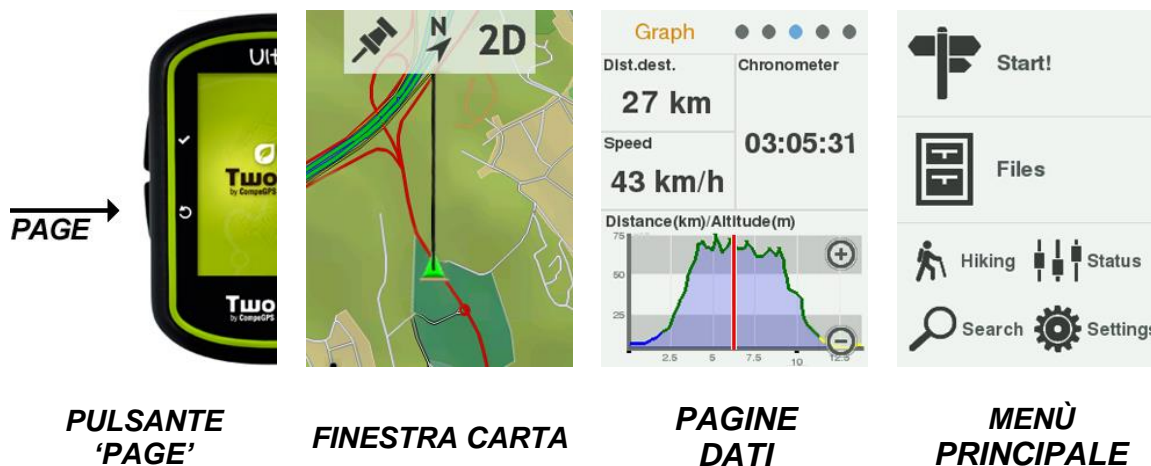 PAGE
Ult
Two
by CompeGPS
Two
by CompeGPS
N
2D
Graph
Dist.dest.
27 km
Speed
43 km/h
Chronometer
03:05:31
Distance(km)/Altitude(m)
75
50
25
2.5 5 7.5 10 12.5
Start!
Files
Hiking Status
Search Settings
PULSANTE
‘PAGE’
FINESTRA CARTA
PAGINE
DATI
MENÙ
PRINCIPALE